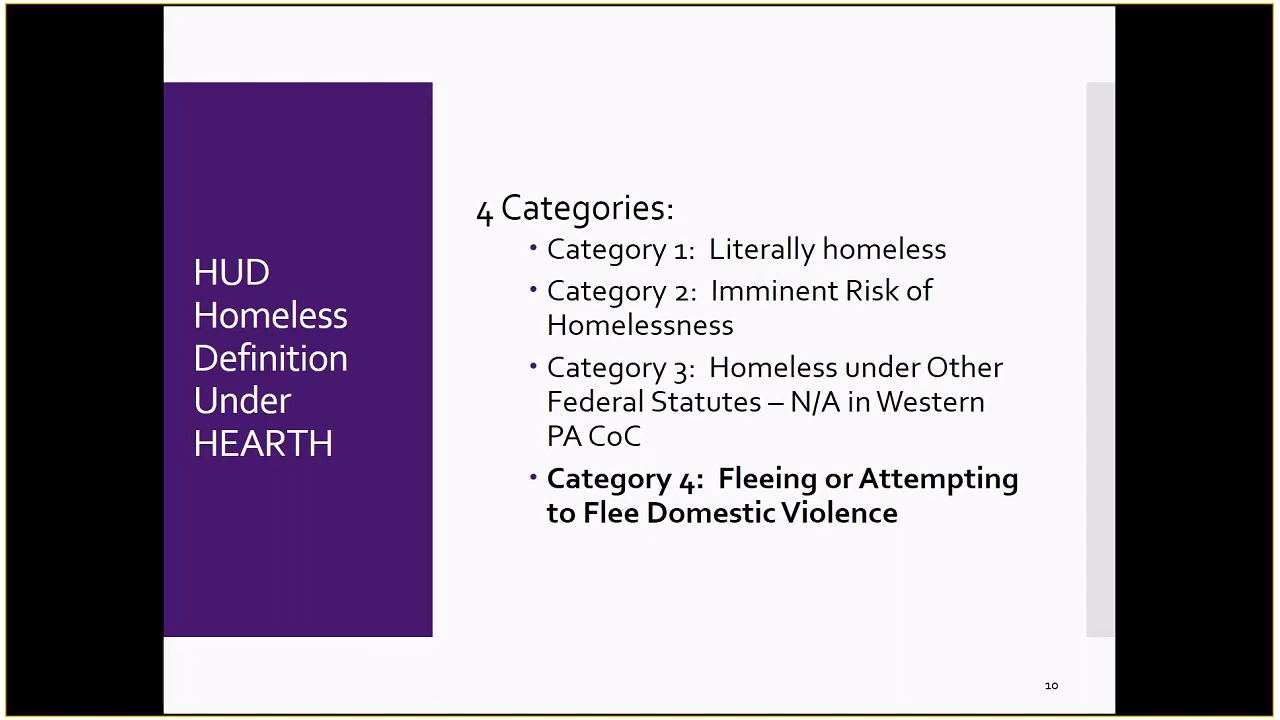 HUD
Homeless
Definition
Under
HEARTH
4 Categories:
• Category 1:  Literally homeless
• Category 2:  Imminent Risk of
Homelessness
• Category 3:  Homeless under Other
Federal Statutes – N/A in Western
PA CoC
• Category 4:  Fleeing or Attempting
to Flee Domestic Violence
10